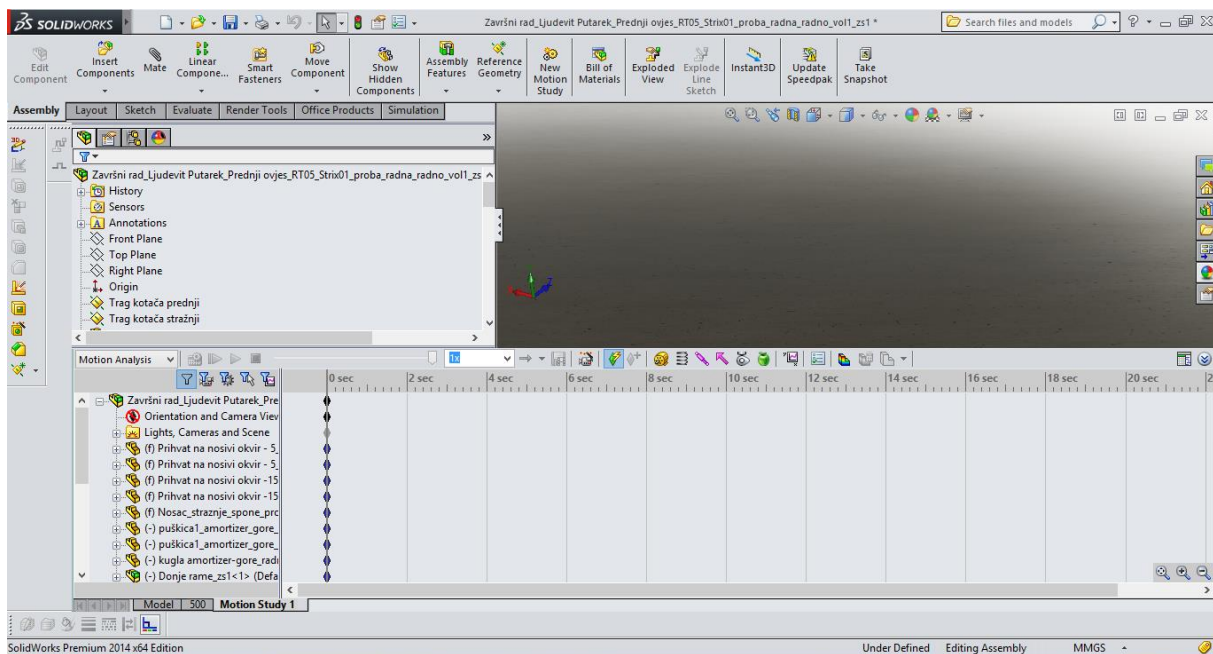 SOLIDWORKS
Završni rad_Ljudevit Putarek_Prednji ovjes_RT05_Strix01_proba_radna_radno_vol1_zs1 *
Search files and models
Edit Component
Insert Components
Mate
Linear Compone...
Smart Fasteners
Move Component
Show Hidden Components
Assembly Features
Reference Geometry
New Motion Study
Bill of Materials
Exploded View
Explode Line Sketch
Instant3D
Update Speedpak
Take Snapshot
Assembly Layout Sketch Evaluate Render Tools Office Products Simulation
Završni rad_Ljudevit Putarek_Prednji ovjes_RT05_Strix01_proba_radna_radno_vol1_zs
History
Sensors
Annotations
Front Plane
Top Plane
Right Plane
Origin
Trag kotača prednji
Trag kotača stražnji
Motion Analysis
1x
0 sec 2 sec 4 sec 6 sec 8 sec 10 sec 12 sec 14 sec 16 sec 18 sec 20 sec 2
Završni rad_Ljudevit Putarek_Pre
Orientation and Camera View
Lights, Cameras and Scene
(f) Prihvat na nosivi okvir - 5_
(f) Prihvat na nosivi okvir - 5_
(f) Prihvat na nosivi okvir -15
(f) Prihvat na nosivi okvir -15
(f) Nosac_straznje_spone_prc
(-) puškica1_amortizer_gore_
(-) puškica1_amortizer_gore_
(-) kugla amortizer-gore_radi
(-) Donje rame_zs1<1> (Defa
Model 500 Motion Study 1
SolidWorks Premium 2014 x64 Edition
Under Defined Editing Assembly MMGS